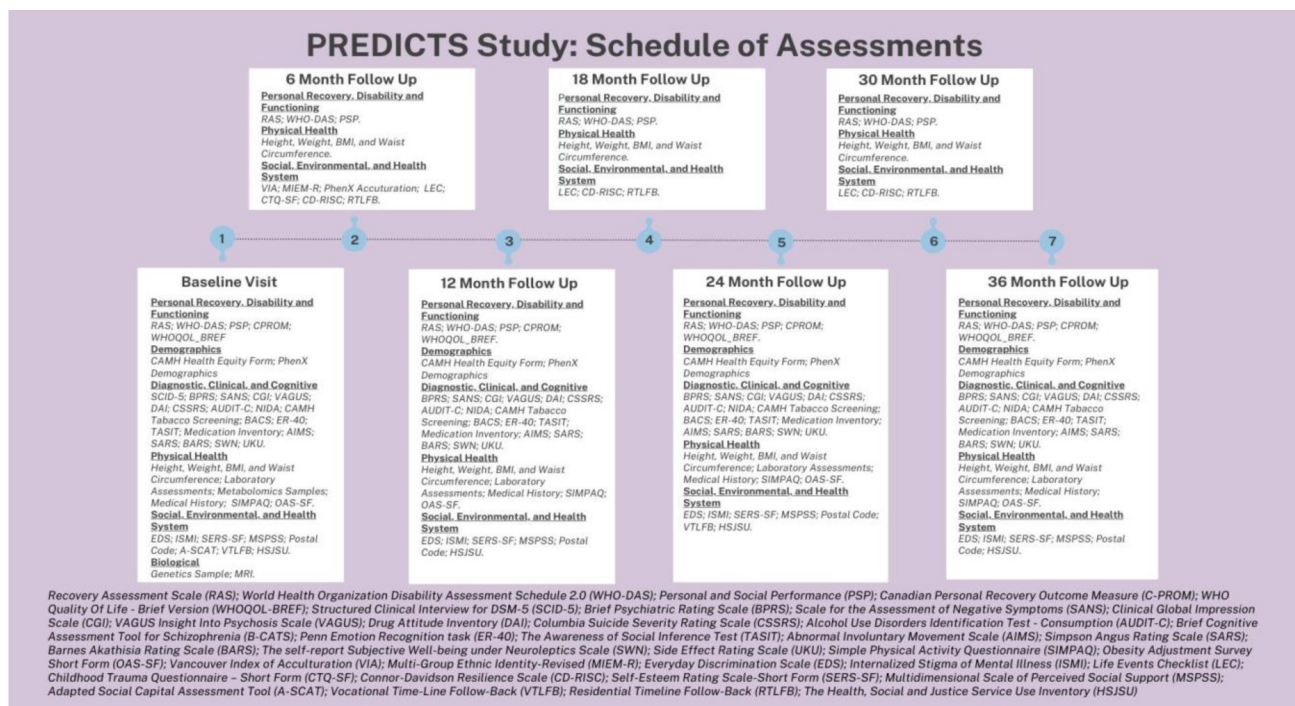 PREDICTS Study: Schedule of Assessments
6 Month Follow Up
Personal Recovery, Disability and
Functioning
RAS; WHO-DAS; PSP.
Physical Health
Height, Weight, BMI, and Waist
Circumference.
Social, Environmental, and Health
System
VIA; MIEM-R; PhenX Accuturation; LEC;
CTQ-SF; CD-RISC; RTLFB.
18 Month Follow Up
Personal Recovery, Disability and
Functioning
RAS; WHO-DAS; PSP.
Physical Health
Height, Weight, BMI, and Waist
Circumference.
Social, Environmental, and Health
System
LEC; CD-RISC; RTLFB.
30 Month Follow Up
Personal Recovery, Disability and
Functioning
RAS; WHO-DAS; PSP.
Physical Health
Height, Weight, BMI, and Waist
Circumference.
Social, Environmental, and Health
System
LEC; CD-RISC; RTLFB.
1
2
3
4
5
6
7
Baseline Visit
Personal Recovery, Disability and
Functioning
RAS; WHO-DAS; PSP; CPROM;
WHOQOL_BREF
Demographics
CAMH Health Equity Form; PhenX
Demographics
Diagnostic, Clinical, and Cognitive
SCID-5; BPRS; SANS; CGI; VAGUS;
DAI; CSSRS; AUDIT-C; NIDA; CAMH
Tabacco Screening; BACS; ER-40;
TASIT; Medication Inventory; AIMS;
SARS; BARS; SWN; UKU.
Physical Health
Height, Weight, BMI, and Waist
Circumference; Laboratory
Assessments; Metabolomics Samples;
Medical History; SIMPAQ; OAS-SF.
Social, Environmental, and Health
System
EDS; ISMI; SERS-SF; MSPSS; Postal
Code; A-SCAT; VTLFB; HSJSU.
Biological
Genetics Sample; MRI.
12 Month Follow Up
Personal Recovery, Disability and
Functioning
RAS; WHO-DAS; PSP; CPROM;
WHOQOL_BREF.
Demographics
CAMH Health Equity Form; PhenX
Demographics
Diagnostic, Clinical, and Cognitive
BPRS; SANS; CGI; VAGUS; DAI; CSSRS;
AUDIT-C; NIDA; CAMH Tabacco
Screening; BACS; ER-40; TASIT;
Medication Inventory; AIMS; SARS;
BARS; SWN; UKU.
Physical Health
Height, Weight, BMI, and Waist
Circumference; Laboratory
Assessments; Medical History; SIMPAQ;
OAS-SF.
Social, Environmental, and Health
System
EDS; ISMI; SERS-SF; MSPSS; Postal
Code; HSJSU.
24 Month Follow Up
Personal Recovery, Disability and
Functioning
RAS; WHO-DAS; PSP; CPROM;
WHOQOL_BREF.
Demographics
CAMH Health Equity Form; PhenX
Demographics
Diagnostic, Clinical, and Cognitive
BPRS; SANS; CGI; VAGUS; DAI; CSSRS;
AUDIT-C; NIDA; CAMH Tabacco Screening;
BACS; ER-40; TASIT; Medication Inventory;
AIMS; SARS; BARS; SWN; UKU.
Physical Health
Height, Weight, BMI, and Waist
Circumference; Laboratory Assessments;
Medical History; SIMPAQ; OAS-SF.
Social, Environmental, and Health
System
EDS; ISMI; SERS-SF; MSPSS; Postal Code;
VTLFB; HSJSU.
36 Month Follow Up
Personal Recovery, Disability and
Functioning
RAS; WHO-DAS; PSP; CPROM;
WHOQOL_BREF.
Demographics
CAMH Health Equity Form; PhenX
Demographics
Diagnostic, Clinical, and Cognitive
BPRS; SANS; CGI; VAGUS; DAI; CSSRS;
AUDIT-C; NIDA; CAMH Tabacco
Screening; BACS; ER-40; TASIT;
Medication Inventory; AIMS; SARS;
BARS; SWN; UKU.
Physical Health
Height, Weight, BMI, and Waist
Circumference; Laboratory
Assessments; Medical History;
SIMPAQ; OAS-SF.
Social, Environmental, and Health
System
EDS; ISMI; SERS-SF; MSPSS; Postal
Code; HSJSU.
Recovery Assessment Scale (RAS); World Health Organization Disability Assessment Schedule 2.0 (WHO-DAS); Personal and Social Performance (PSP); Canadian Personal Recovery Outcome Measure (C-PROM); WHO
Quality Of Life - Brief Version (WHOQOL-BREF); Structured Clinical Interview for DSM-5 (SCID-5); Brief Psychiatric Rating Scale (BPRS); Scale for the Assessment of Negative Symptoms (SANS); Clinical Global Impression
Scale (CGI); VAGUS Insight Into Psychosis Scale (VAGUS); Drug Attitude Inventory (DAI); Columbia Suicide Severity Rating Scale (CSSRS); Alcohol Use Disorders Identification Test - Consumption (AUDIT-C); Brief Cognitive
Assessment Tool for Schizophrenia (B-CATS); Penn Emotion Recognition task (ER-40); The Awareness of Social Inference Test (TASIT); Abnormal Involuntary Movement Scale (AIMS); Simpson Angus Rating Scale (SARS);
Barnes Akathisia Rating Scale (BARS); The self-report Subjective Well-being under Neuroleptics Scale (SWN); Side Effect Rating Scale (UKU); Simple Physical Activity Questionnaire (SIMPAQ); Obesity Adjustment Survey
Short Form (OAS-SF); Vancouver Index of Acculturation (VIA); Multi-Group Ethnic Identity-Revised (MIEM-R); Everyday Discrimination Scale (EDS); Internalized Stigma of Mental Illness (ISMI); Life Events Checklist (LEC);
Childhood Trauma Questionnaire – Short Form (CTQ-SF); Connor-Davidson Resilience Scale (CD-RISC); Self-Esteem Rating Scale-Short Form (SERS-SF); Multidimensional Scale of Perceived Social Support (MSPSS);
Adapted Social Capital Assessment Tool (A-SCAT); Vocational Time-Line Follow-Back (VTLFB); Residential Timeline Follow-Back (RTLFB); The Health, Social and Justice Service Use Inventory (HSJSU)